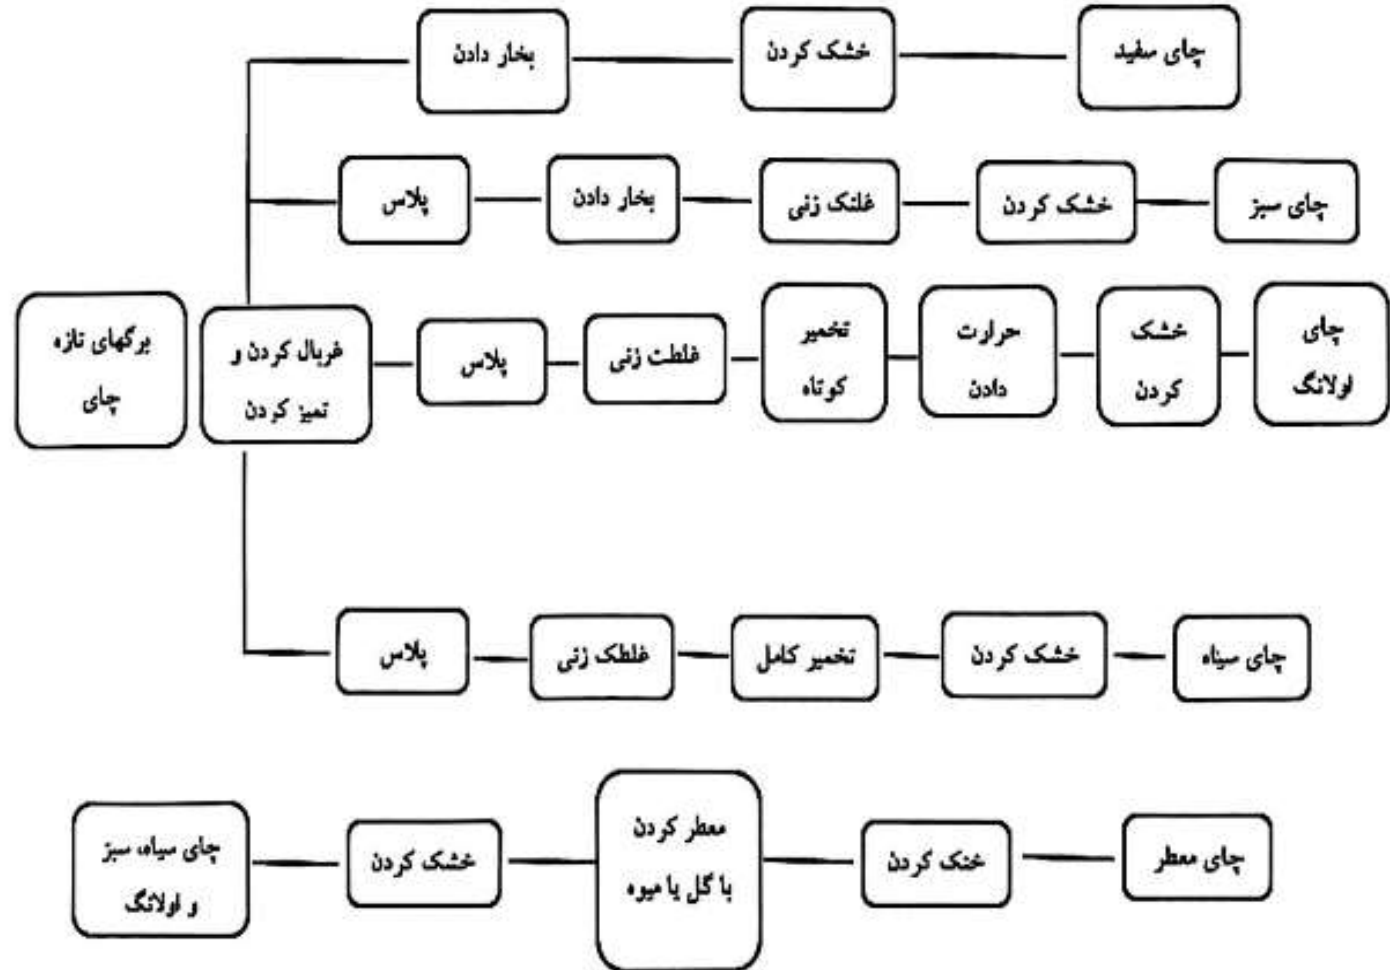 بخار دادن
خشک کردن
چای سفید
پلاس
بخار دادن
غلتک زنی
خشک کردن
چای سبز
برگهای تازه
چای
غربال کردن و
تمیز کردن
پلاس
غلطت زنی
تخمیر
کوتاه
حرارت
دادن
خشک
کردن
چای
اولانگ
پلاس
غلطک زنی
تخمیر کامل
خشک کردن
چای سیاه
چای سیاه، سبز
و اولانگ
خشک کردن
معطر کردن
با گل یا میوه
خنک کردن
چای معطر